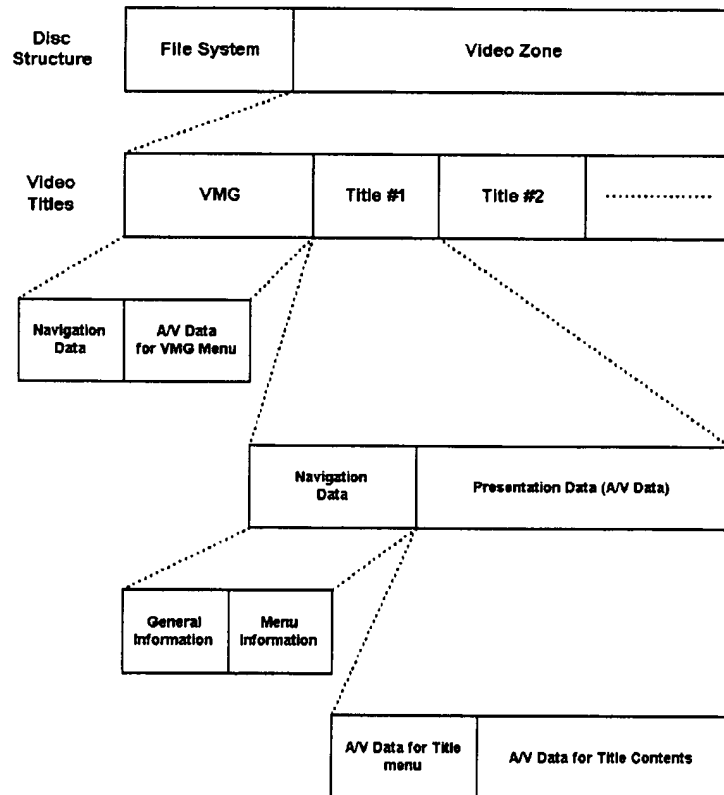 Disc
Structure
File System
Video Zone
Video
Titles
VMG
Title #1
Title #2
Navigation
Data
A/V Data
for VMG Menu
Navigation
Data
Presentation Data (A/V Data)
General
Information
Menu
Information
A/V Data for Title
menu
A/V Data for Title Contents